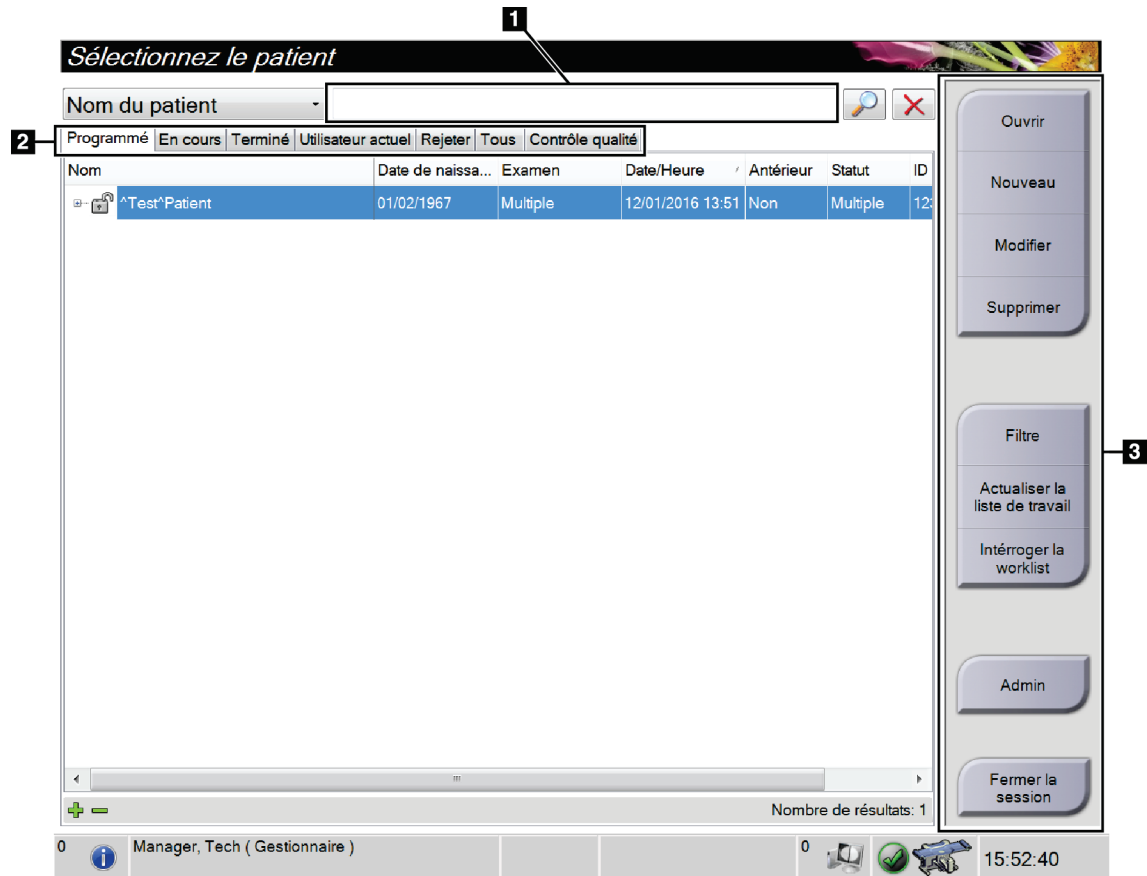 1
Sélectionnez le patient
Nom du patient
2
Programmé En cours Terminé Utilisateur actuel Rejeter Tous Contrôle qualité
Nom Date de naissa... Examen Date/Heure Antérieur Statut ID
^Test^Patient 01/02/1967 Multiple 12/01/2016 13:51 Non Multiple 123
Ouvrir
Nouveau
Modifier
Supprimer
Filtre
3
Actualiser la
liste de travail
Intérroger la
worklist
Admin
Fermer la
session
Nombre de résultats: 1
0 Manager, Tech ( Gestionnaire ) 0 15:52:40